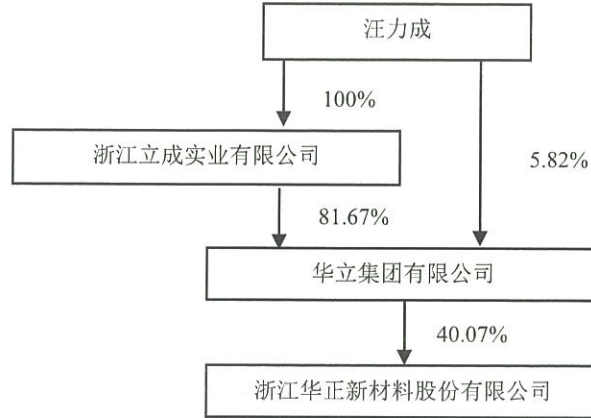 汪力成
100%
浙江立成实业有限公司
5.82%
81.67%
华立集团有限公司
40.07%
浙江华正新材料股份有限公司